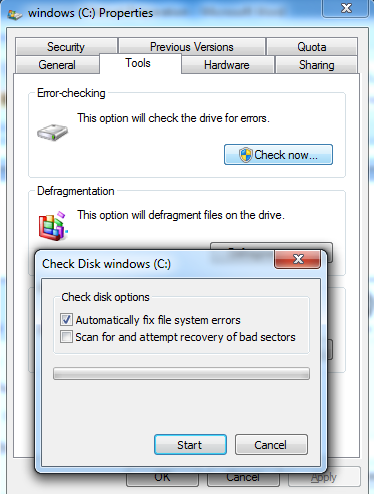 windows (C:) Properties
Security Previous Versions Quota
General Tools Hardware Sharing
Error-checking
This option will check the drive for errors.
Check now...
Defragmentation
This option will defragment files on the drive.
Check Disk windows (C:)
Check disk options
Automatically fix file system errors
Scan for and attempt recovery of bad sectors
Start Cancel
OK Cancel Apply